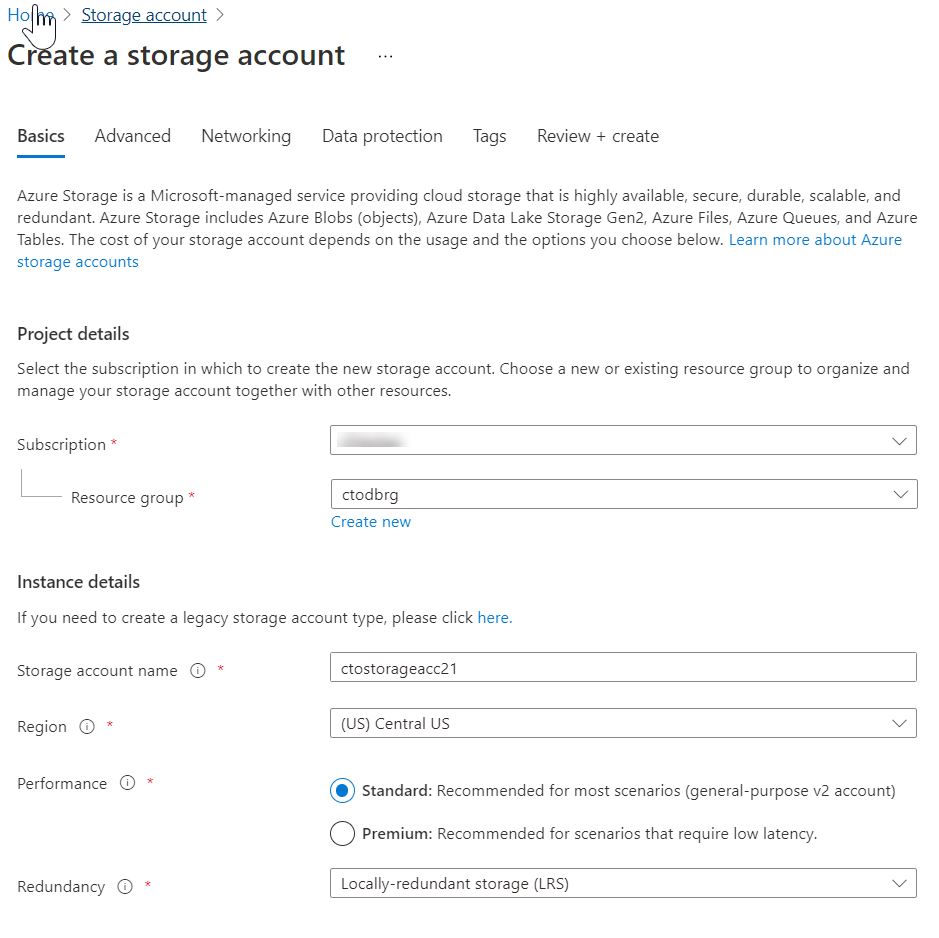 Home > Storage account >
Create a storage account ...
Basics Advanced Networking Data protection Tags Review + create
Azure Storage is a Microsoft-managed service providing cloud storage that is highly available, secure, durable, scalable, and
redundant. Azure Storage includes Azure Blobs (objects), Azure Data Lake Storage Gen2, Azure Files, Azure Queues, and Azure
Tables. The cost of your storage account depends on the usage and the options you choose below. Learn more about Azure
storage accounts
Project details
Select the subscription in which to create the new storage account. Choose a new or existing resource group to organize and
manage your storage account together with other resources.
Subscription *
Resource group * ctodbrg
Create new
Instance details
If you need to create a legacy storage account type, please click here.
Storage account name * ctostorageacc21
Region * (US) Central US
Performance * Standard: Recommended for most scenarios (general-purpose v2 account)
Premium: Recommended for scenarios that require low latency.
Redundancy * Locally-redundant storage (LRS)